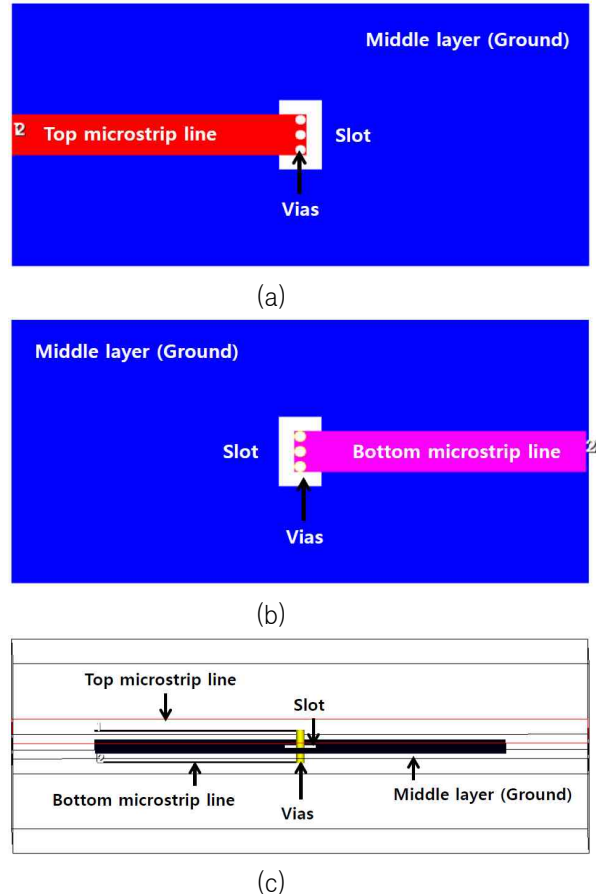 Middle layer (Ground)
12 Top microstrip line Slot
Vias
(a)
Middle layer (Ground)
Slot Bottom microstrip line 2
Vias
(b)
Top microstrip line
Slot
1
2
Bottom microstrip line Vias Middle layer (Ground)
(c)